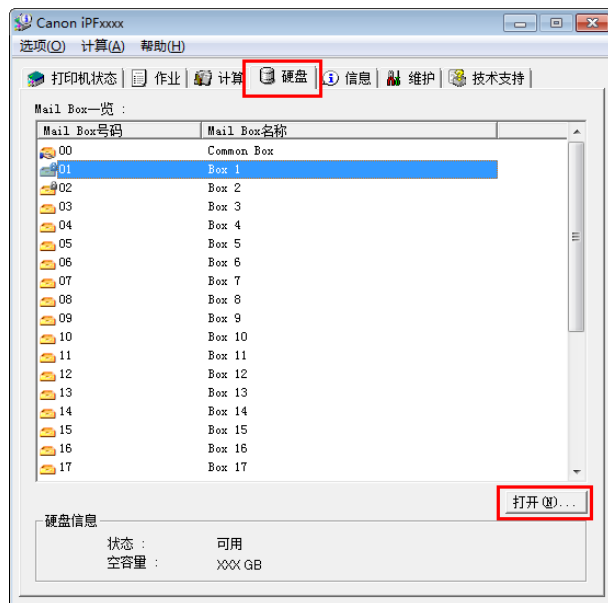 Canon iPFxxxx
选项(O) 计算(A) 帮助(H)
打印机状态 作业 计算 硬盘 信息 维护 技术支持
Mail Box一览 :
Mail Box号码 Mail Box名称
00 Common Box
01 Box 1
02 Box 2
03 Box 3
04 Box 4
05 Box 5
06 Box 6
07 Box 7
08 Box 8
09 Box 9
10 Box 10
11 Box 11
12 Box 12
13 Box 13
14 Box 14
15 Box 15
16 Box 16
17 Box 17
打开(N)...
硬盘信息
状态 : 可用
空容量 : XXX GB